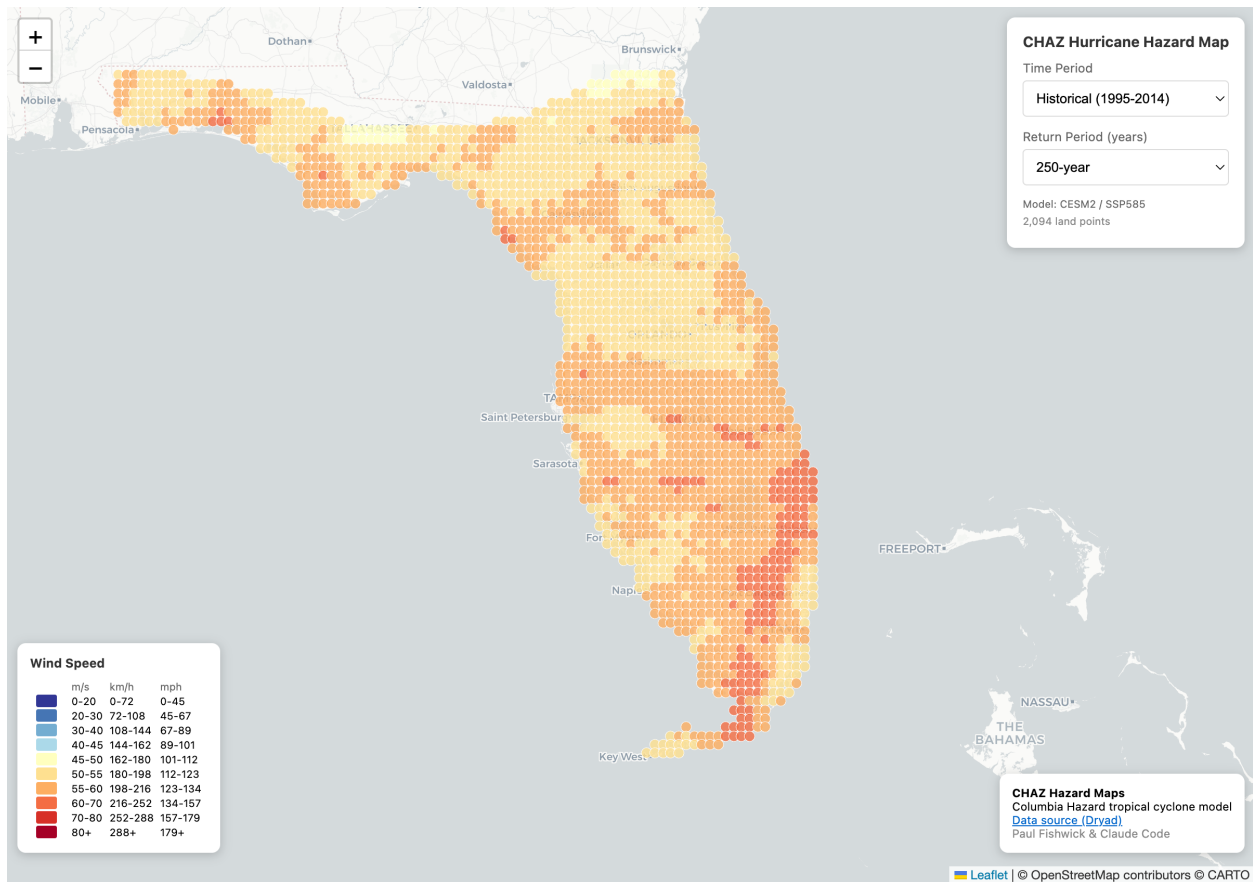 +
−
Dothan
Brunswick
Valdosta
Mobile
Pensacola
Saint Petersbur
Sarasota
FREEPORT
NASSAU
THE
BAHAMAS
Key West
CHAZ Hurricane Hazard Map
Time Period
Historical (1995-2014)
Return Period (years)
250-year
Model: CESM2 / SSP585
2,094 land points
Wind Speed
m/s km/h mph
0-20 0-72 0-45
20-30 72-108 45-67
30-40 108-144 67-89
40-45 144-162 89-101
45-50 162-180 101-112
50-55 180-198 112-123
55-60 198-216 123-134
60-70 216-252 134-157
70-80 252-288 157-179
80+ 288+ 179+
CHAZ Hazard Maps
Columbia Hazard tropical cyclone model
Data source (Dryad)
Paul Fishwick & Claude Code
Leaflet | © OpenStreetMap contributors © CARTO